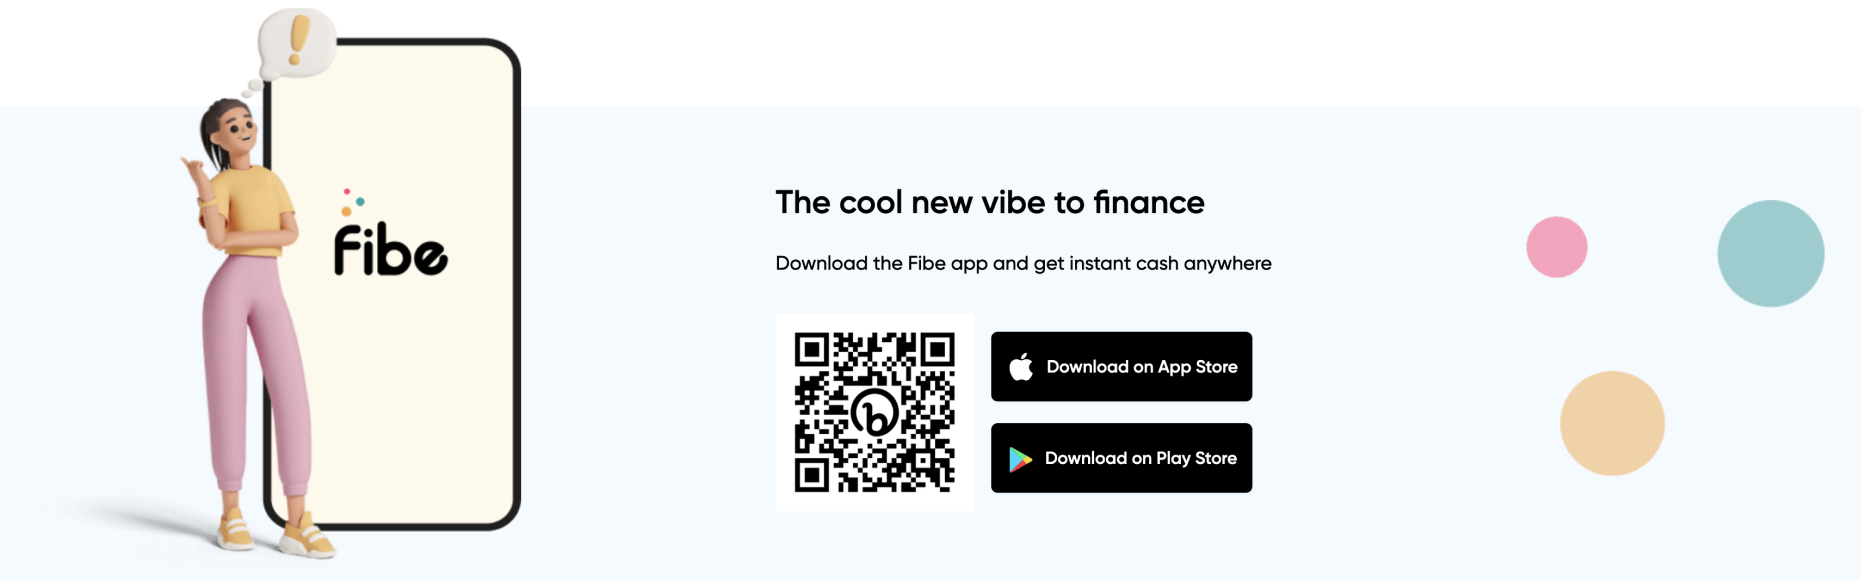 !
fibe
The cool new vibe to finance
Download the Fibe app and get instant cash anywhere
b
Download on App Store
Download on Play Store